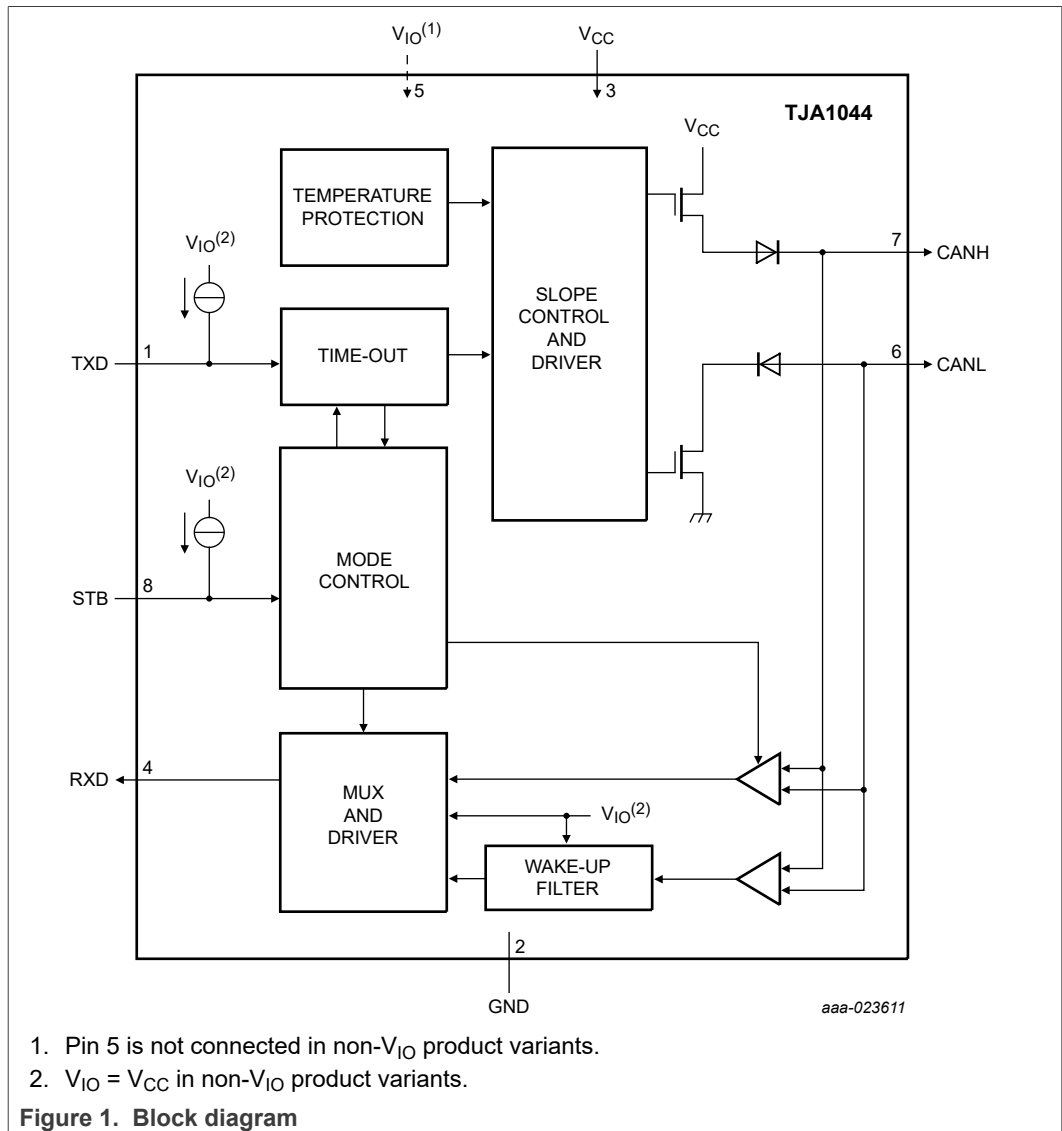 VIO(1)
VCC
5
3
TJA1044
VCC
TEMPERATURE
PROTECTION
VIO(2)
7
CANH
SLOPE
CONTROL
AND
DRIVER
1
TXD
TIME-OUT
6
CANL
VIO(2)
MODE
CONTROL
8
STB
4
RXD
MUX
AND
DRIVER
VIO(2)
WAKE-UP
FILTER
2
GND
aaa-023611
1. Pin 5 is not connected in non-VIO product variants.
2. VIO = VCC in non-VIO product variants.
Figure 1. Block diagram